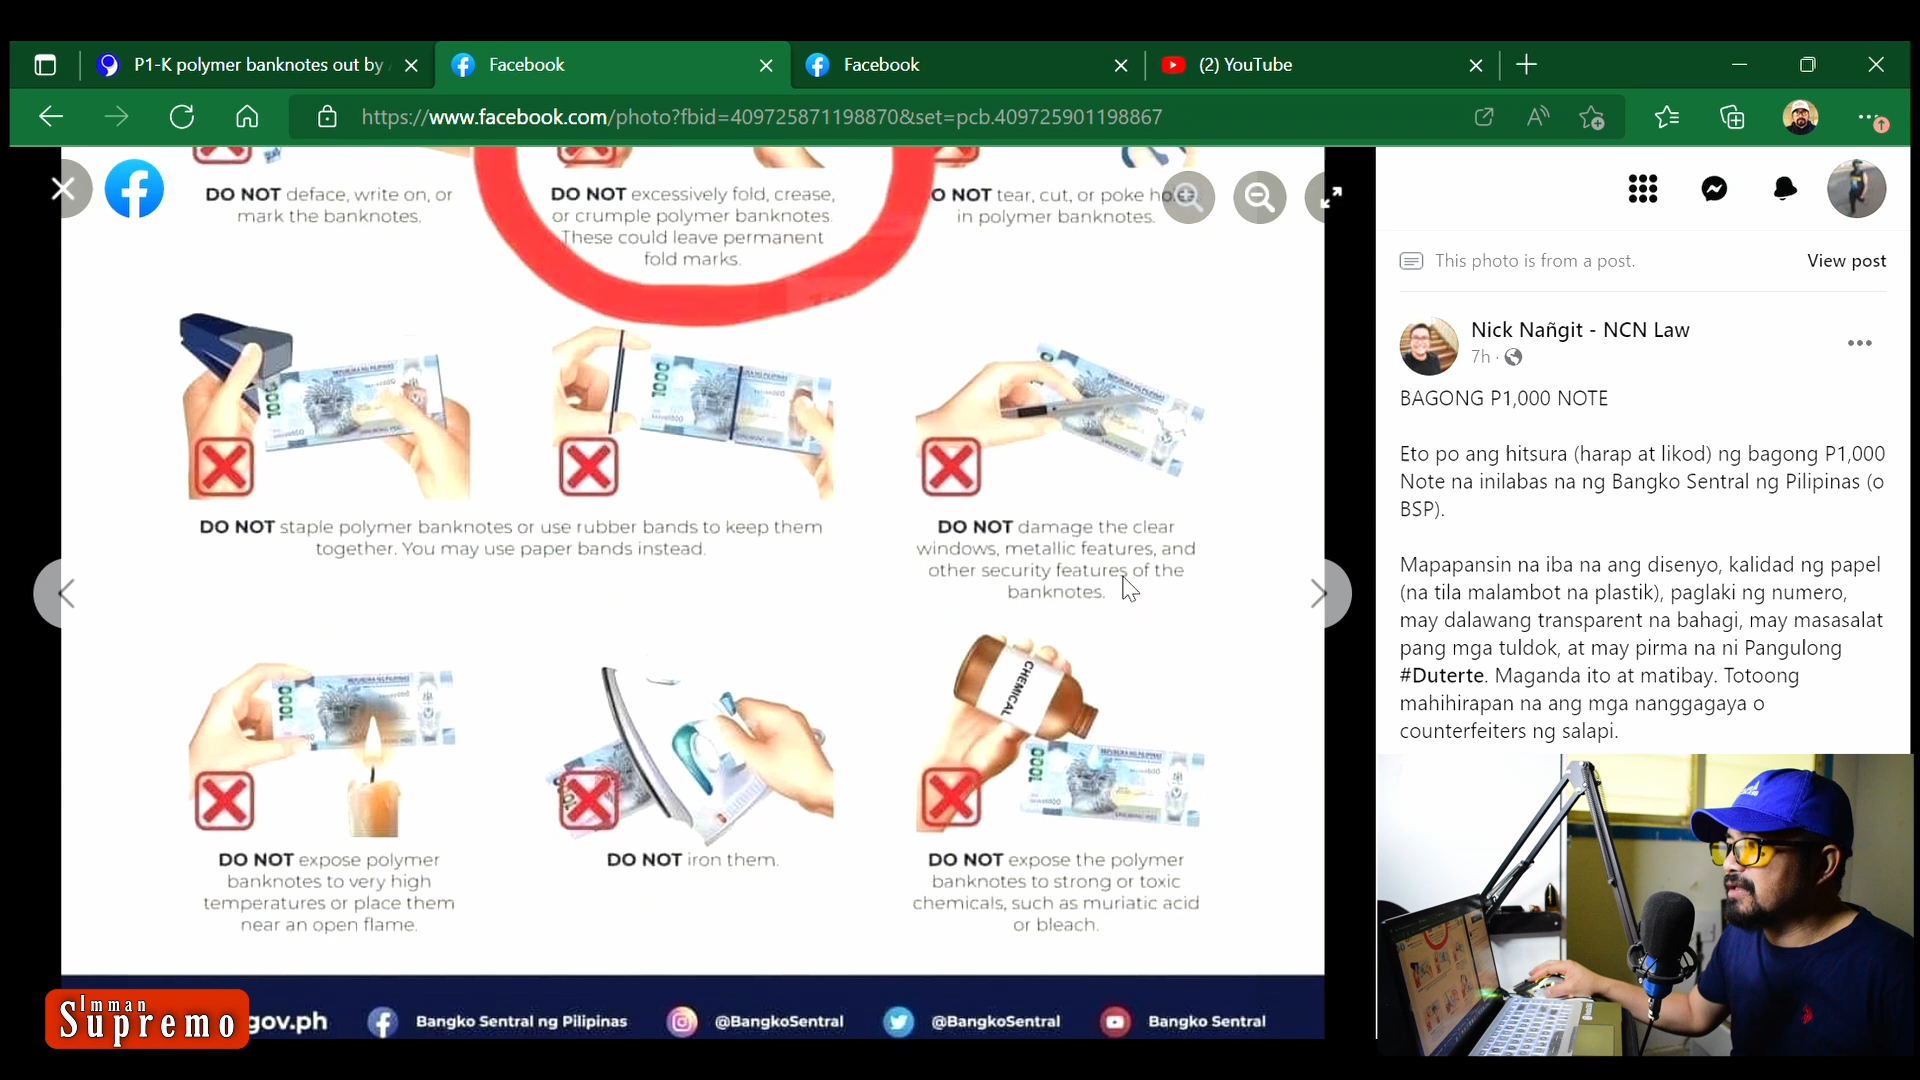 P1-K polymer banknotes out by
Facebook
Facebook
(2) YouTube
https://www.facebook.com/photo?fbid=409725871198870&set=pcb.409725901198867
DO NOT deface, write on, or
mark the banknotes.
DO NOT excessively fold, crease,
or crumple polymer banknotes.
These could leave permanent
fold marks.
O NOT tear, cut, or poke ho
in polymer banknotes.
DO NOT staple polymer banknotes or use rubber bands to keep them
together. You may use paper bands instead.
DO NOT damage the clear
windows, metallic features, and
other security features of the
banknotes.
CHEMICAL
DO NOT expose polymer
banknotes to very high
temperatures or place them
near an open flame.
DO NOT iron them.
DO NOT expose the polymer
banknotes to strong or toxic
chemicals, such as muriatic acid
or bleach.
gov.ph
Bangko Sentral ng Pilipinas
@BangkoSentral
@BangkoSentral
Bangko Sentral
Imman
Supremo
This photo is from a post.
View post
Nick Nañgit - NCN Law
7h
BAGONG P1,000 NOTE
Eto po ang hitsura (harap at likod) ng bagong P1,000
Note na inilabas na ng Bangko Sentral ng Pilipinas (o
BSP).
Mapapansin na iba na ang disenyo, kalidad ng papel
(na tila malambot na plastik), paglaki ng numero,
may dalawang transparent na bahagi, may masasalat
pang mga tuldok, at may pirma na ni Pangulong
#Duterte. Maganda ito at matibay. Totoong
mahihirapan na ang mga nanggagaya o
counterfeiters ng salapi.